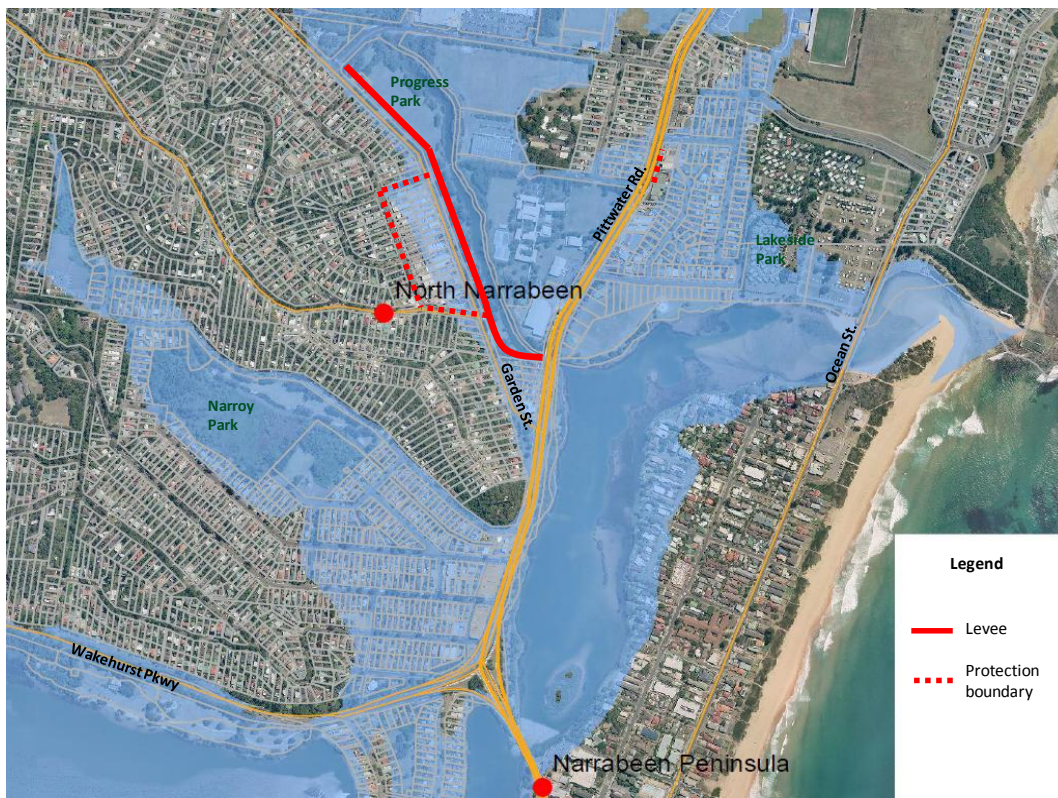 Progress
Park
Pittwater Rd.
Lakeside
Park
North Narrabeen
Ocean St.
Garden St.
Narroy
Park
Legend
Levee
Protection
boundary
Wakehurst Pkwy
Narrabeen Peninsula